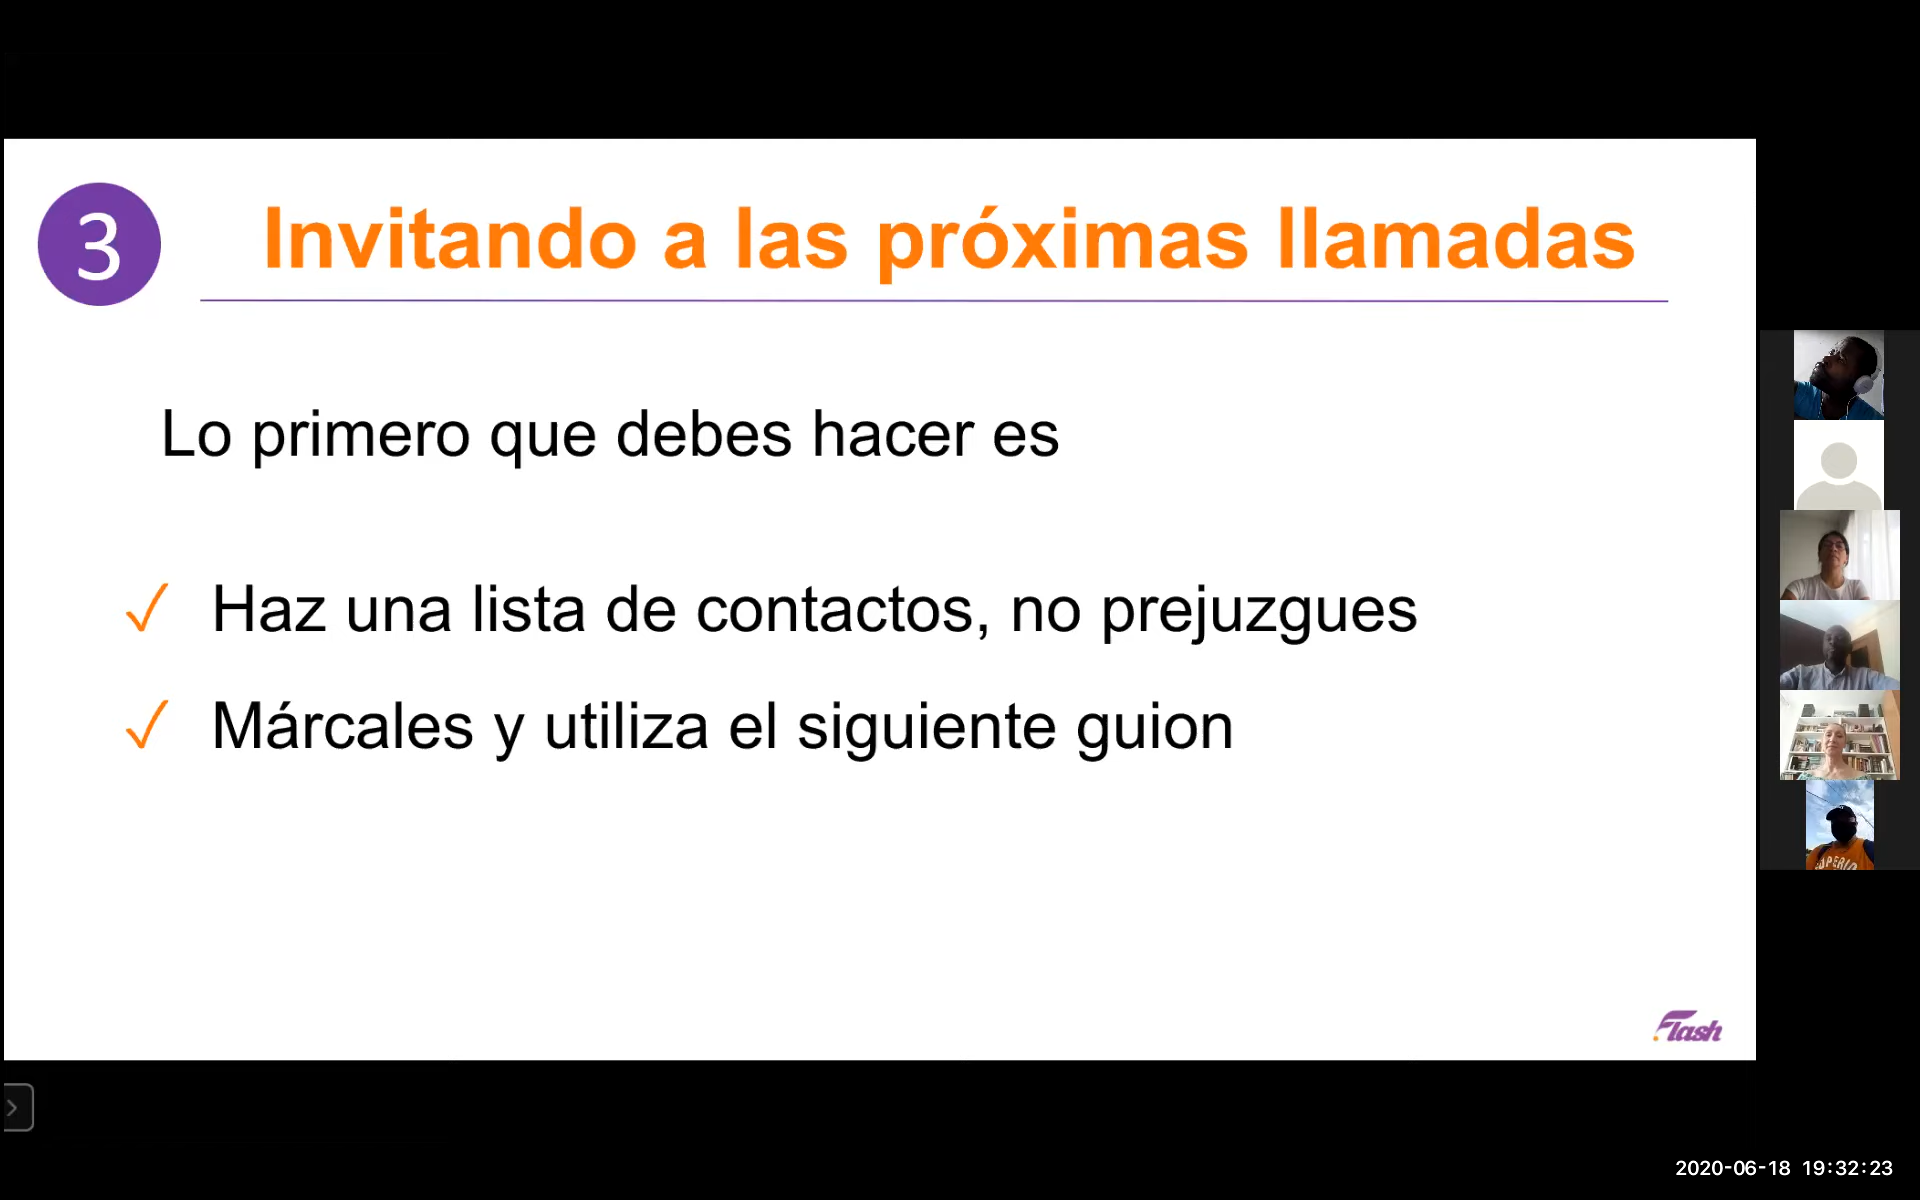 3
Invitando a las próximas llamadas
Lo primero que debes hacer es
✓ Haz una lista de contactos, no prejuzgues
✓ Márcales y utiliza el siguiente guion
Flash
2020-06-18 19:32:23